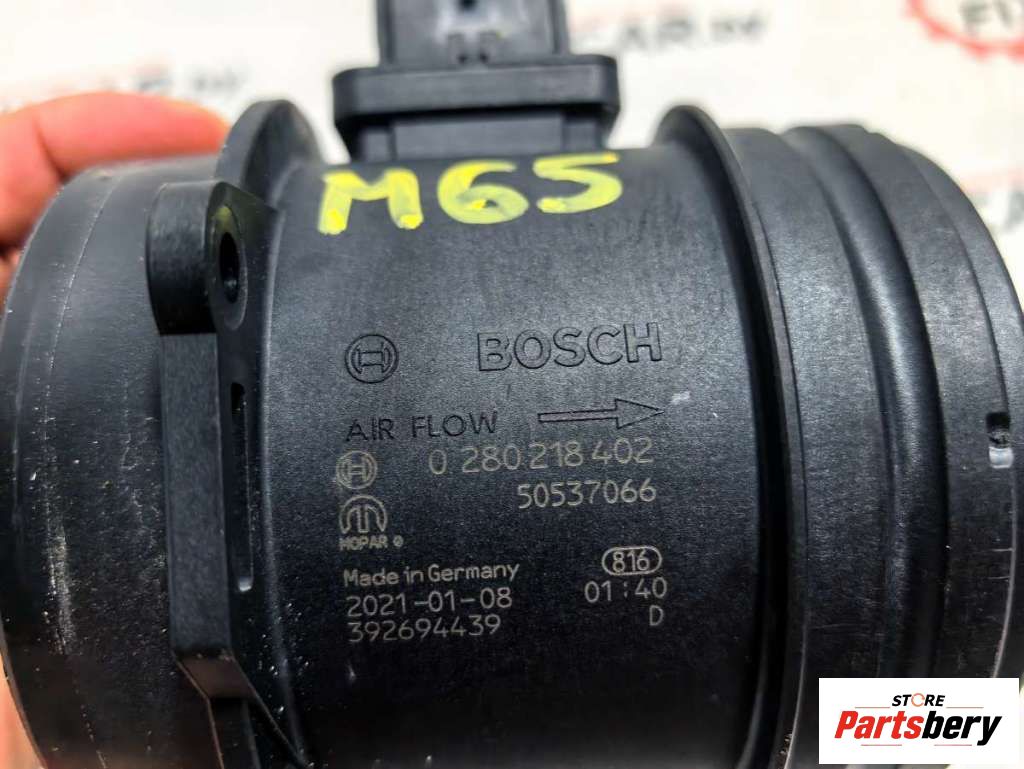 M65
BOSCH
AIR FLOW
0 280 218 402
50537066
MOPAR ®
Made in Germany
816
2021-01-08
01:40
392694439
D
STORE
Partsbery